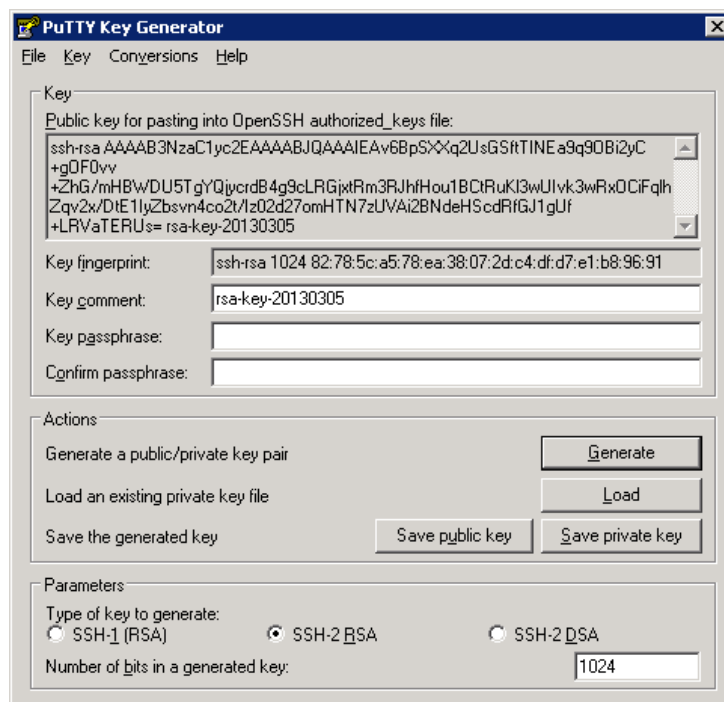 PuTTY Key Generator
File Key Conversions Help
Key
Public key for pasting into OpenSSH authorized_keys file:
ssh-rsa AAAAB3NzaC1yc2EAAAABJQAAAIEAv6BpSXXq2UsGSftTINEa9q9OBi2yC
+gOF0vv
+ZhG/mHBWDU5TgYQjycrdB4g9cLRGjxtRm3RJhfHou1BCtRuKl3wUIvk3wRxOCiFqlh
Zqv2x/DtE1IyZbsvn4co2t/Iz02d27omHTN7zUVAi2BNdeHScdRfGJ1gUf
+LRVaTERUs= rsa-key-20130305
Key fingerprint: ssh-rsa 1024 82:78:5c:a5:78:ea:38:07:2d:c4:df:d7:e1:b8:96:91
Key comment: rsa-key-20130305
Key passphrase:
Confirm passphrase:
Actions
Generate a public/private key pair Generate
Load an existing private key file Load
Save the generated key Save public key Save private key
Parameters
Type of key to generate:
SSH-1 (RSA) SSH-2 RSA SSH-2 DSA
Number of bits in a generated key: 1024